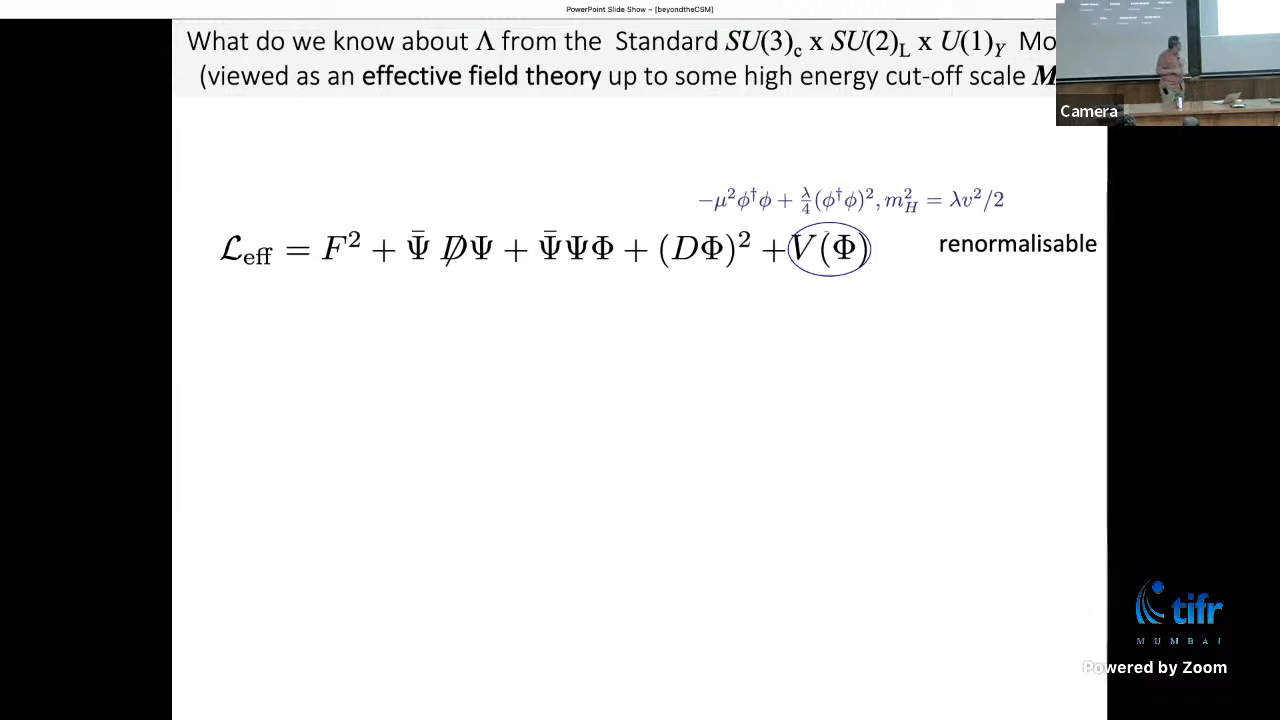 PowerPoint Slide Show – [beyondtheCSM]
What do we know about Λ from the Standard SU(3)c x SU(2)L x U(1)Y Mo
(viewed as an effective field theory up to some high energy cut-off scale M
Camera
−μ²ϕ†ϕ + λ/4(ϕ†ϕ)², m²_H = λv²/2
ℒeff = F² + Ψ̄ D̸Ψ + Ψ̄ΨΦ + (DΦ)² + V(Φ) renormalisable
tifr
MUMBAI
Powered by Zoom